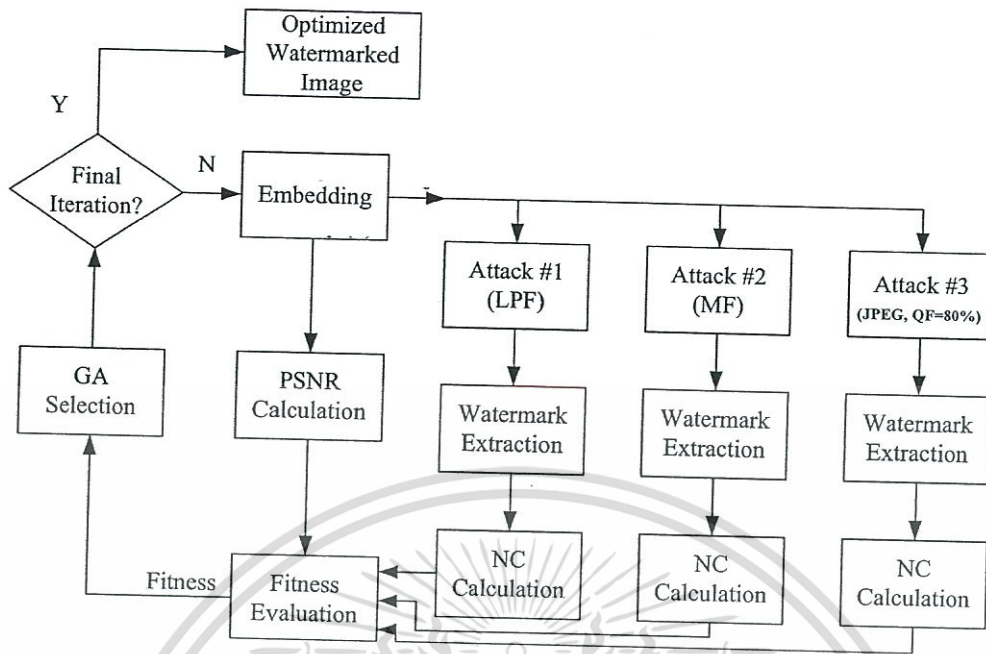 Optimized
Watermarked
Image
Y
Final
Iteration?
N
Embedding
Attack #1
(LPF)
Attack #2
(MF)
Attack #3
(JPEG, QF=80%)
GA
Selection
PSNR
Calculation
Watermark
Extraction
Watermark
Extraction
Watermark
Extraction
Fitness
Fitness
Evaluation
NC
Calculation
NC
Calculation
NC
Calculation